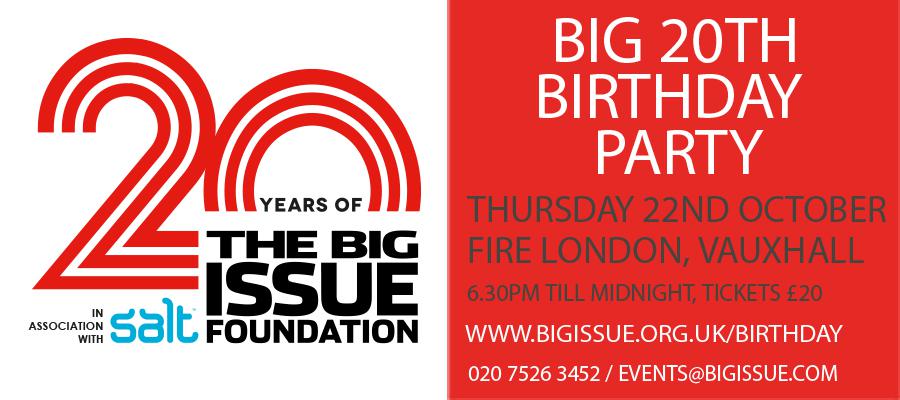 20
YEARS OF
THE BIG
ISSUE
FOUNDATION
IN
ASSOCIATION
WITH
salt
BIG 20TH
BIRTHDAY
PARTY
THURSDAY 22ND OCTOBER
FIRE LONDON, VAUXHALL
6.30PM TILL MIDNIGHT, TICKETS £20
WWW.BIGISSUE.ORG.UK/BIRTHDAY
020 7526 3452 / EVENTS@BIGISSUE.COM